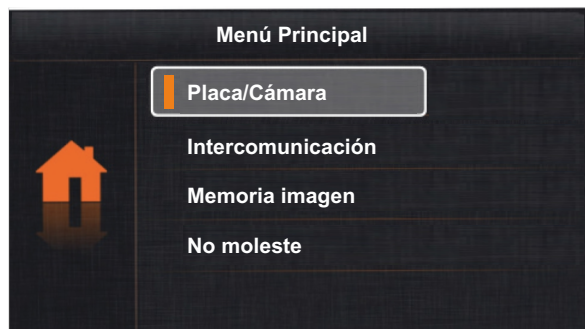 Menú Principal
Placa/Cámara
Intercomunicación
Memoria imagen
No moleste